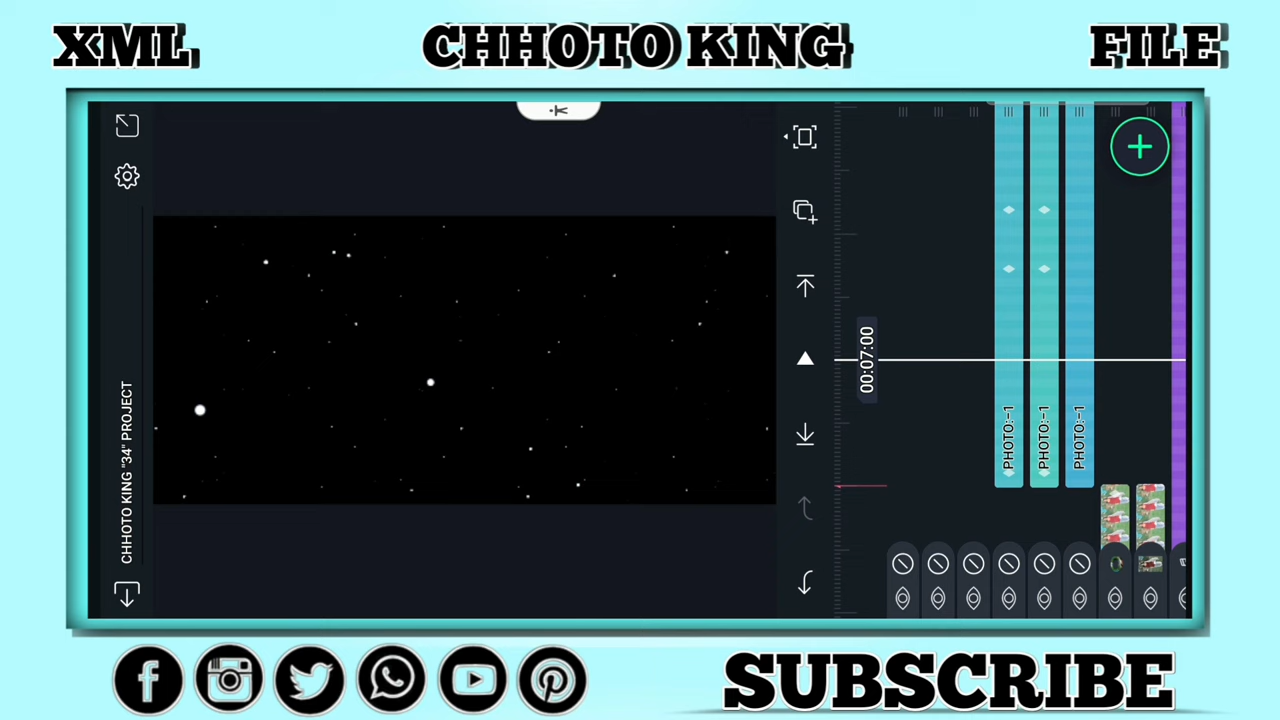 XML
CHHOTO KING
FILE
CHHOTO KING "34" PROJECT
00:07:00
PHOTO:-1
PHOTO:-1
PHOTO:-1
SUBSCRIBE